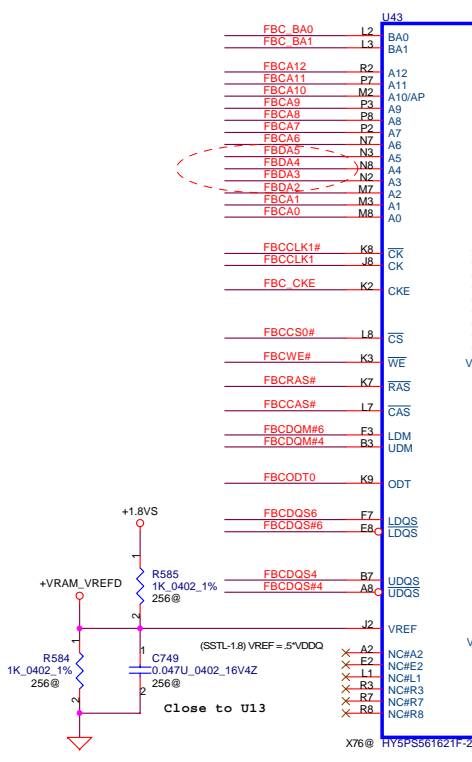 U43
FBC_BA0 L2 BA0
FBC_BA1 L3 BA1
FBCA12 R2 A12
FBCA11 P7 A11
FBCA10 M2 A10/AP
FBCA9 P3 A9
FBCA8 P8 A8
FBCA7 P2 A7
FBCA6 N7 A6
FBDA5 N3 A5
FBDA4 N8 A4
FBDA3 N2 A3
FBDA2 M7 A2
FBCA1 M3 A1
FBCA0 M8 A0
FBCCLK1# K8 CK
FBCCLK1 J8 CK
FBC_CKE K2 CKE
FBCCS0# L8 CS
FBCWE# K3 WE
V
FBCRAS# K7 RAS
FBCCAS# L7 CAS
FBCDQM#6 F3 LDM
FBCDQM#4 B3 UDM
FBCODT0 K9 ODT
FBCDQS6 F7 LDQS
FBCDQS#6 E8 LDQS
+1.8VS
FBCDQS4 B7 UDQS
FBCDQS#4 A8 UDQS
1
R585
1K_0402_1%
256@
2
+VRAM_VREFD
J2 VREF
(SSTL-1.8) VREF = .5*VDDQ
V
1
R584
1K_0402_1%
256@
2
1
C749
0.047U_0402_16V4Z
256@
2
A2 NC#A2
E2 NC#E2
L1 NC#L1
R3 NC#R3
R7 NC#R7
R8 NC#R8
Close to U13
X76@ HY5PS561621F-2